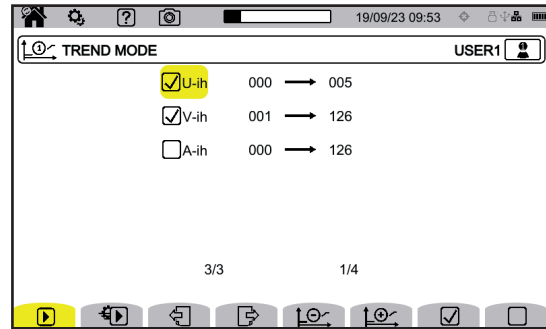 ? 19/09/23 09:53
1 TREND MODE USER1
U-ih 000 → 005
V-ih 001 → 126
A-ih 000 → 126
3/3 1/4